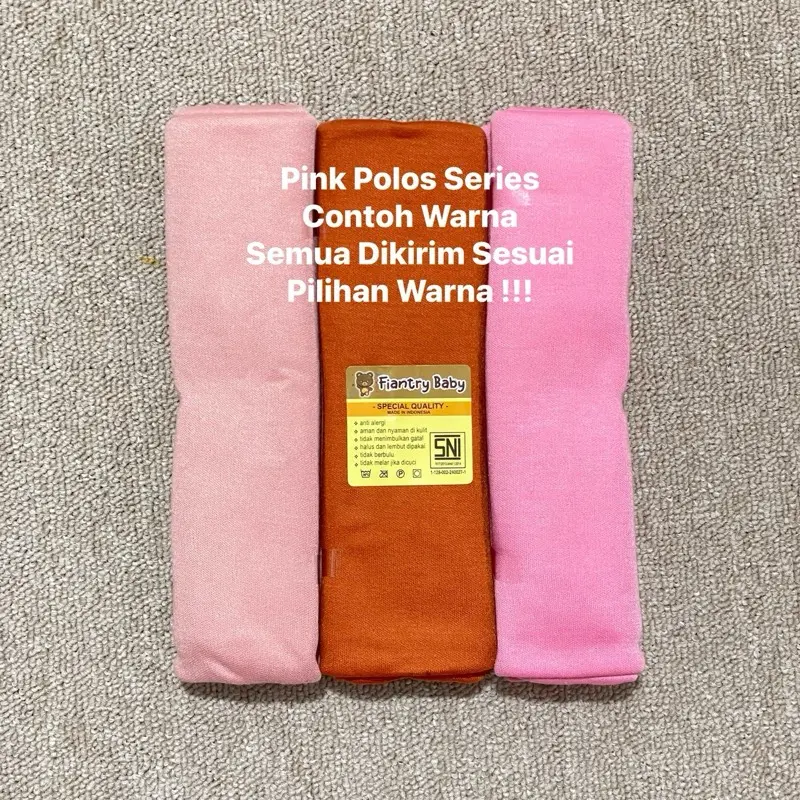 Pink Polos Series
Contoh Warna
Semua Dikirim Sesuai
Pilihan Warna !!!
Fiantry Baby
- SPECIAL QUALITY -
MADE IN INDONESIA
anti alergi
aman dan nyaman di kulit
tidak menimbulkan gatal
halus dan lembut dipakai
tidak berbulu
tidak melar jika dicuci
SNI